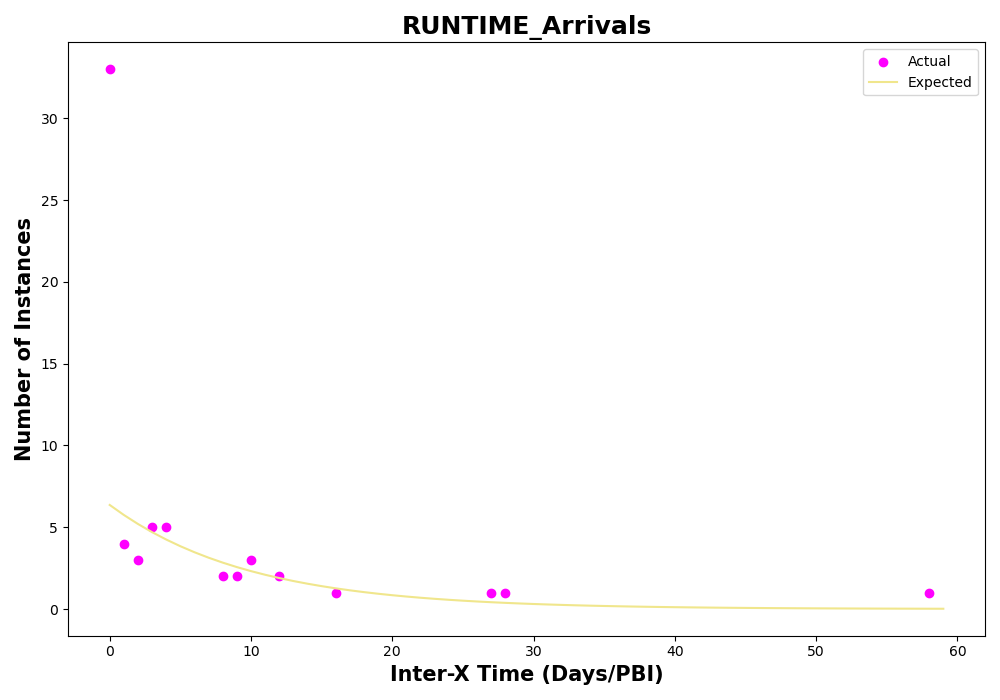 RUNTIME_Arrivals
Actual
Expected
Number of Instances
30
25
20
15
10
5
0
0 10 20 30 40 50 60
Inter-X Time (Days/PBI)